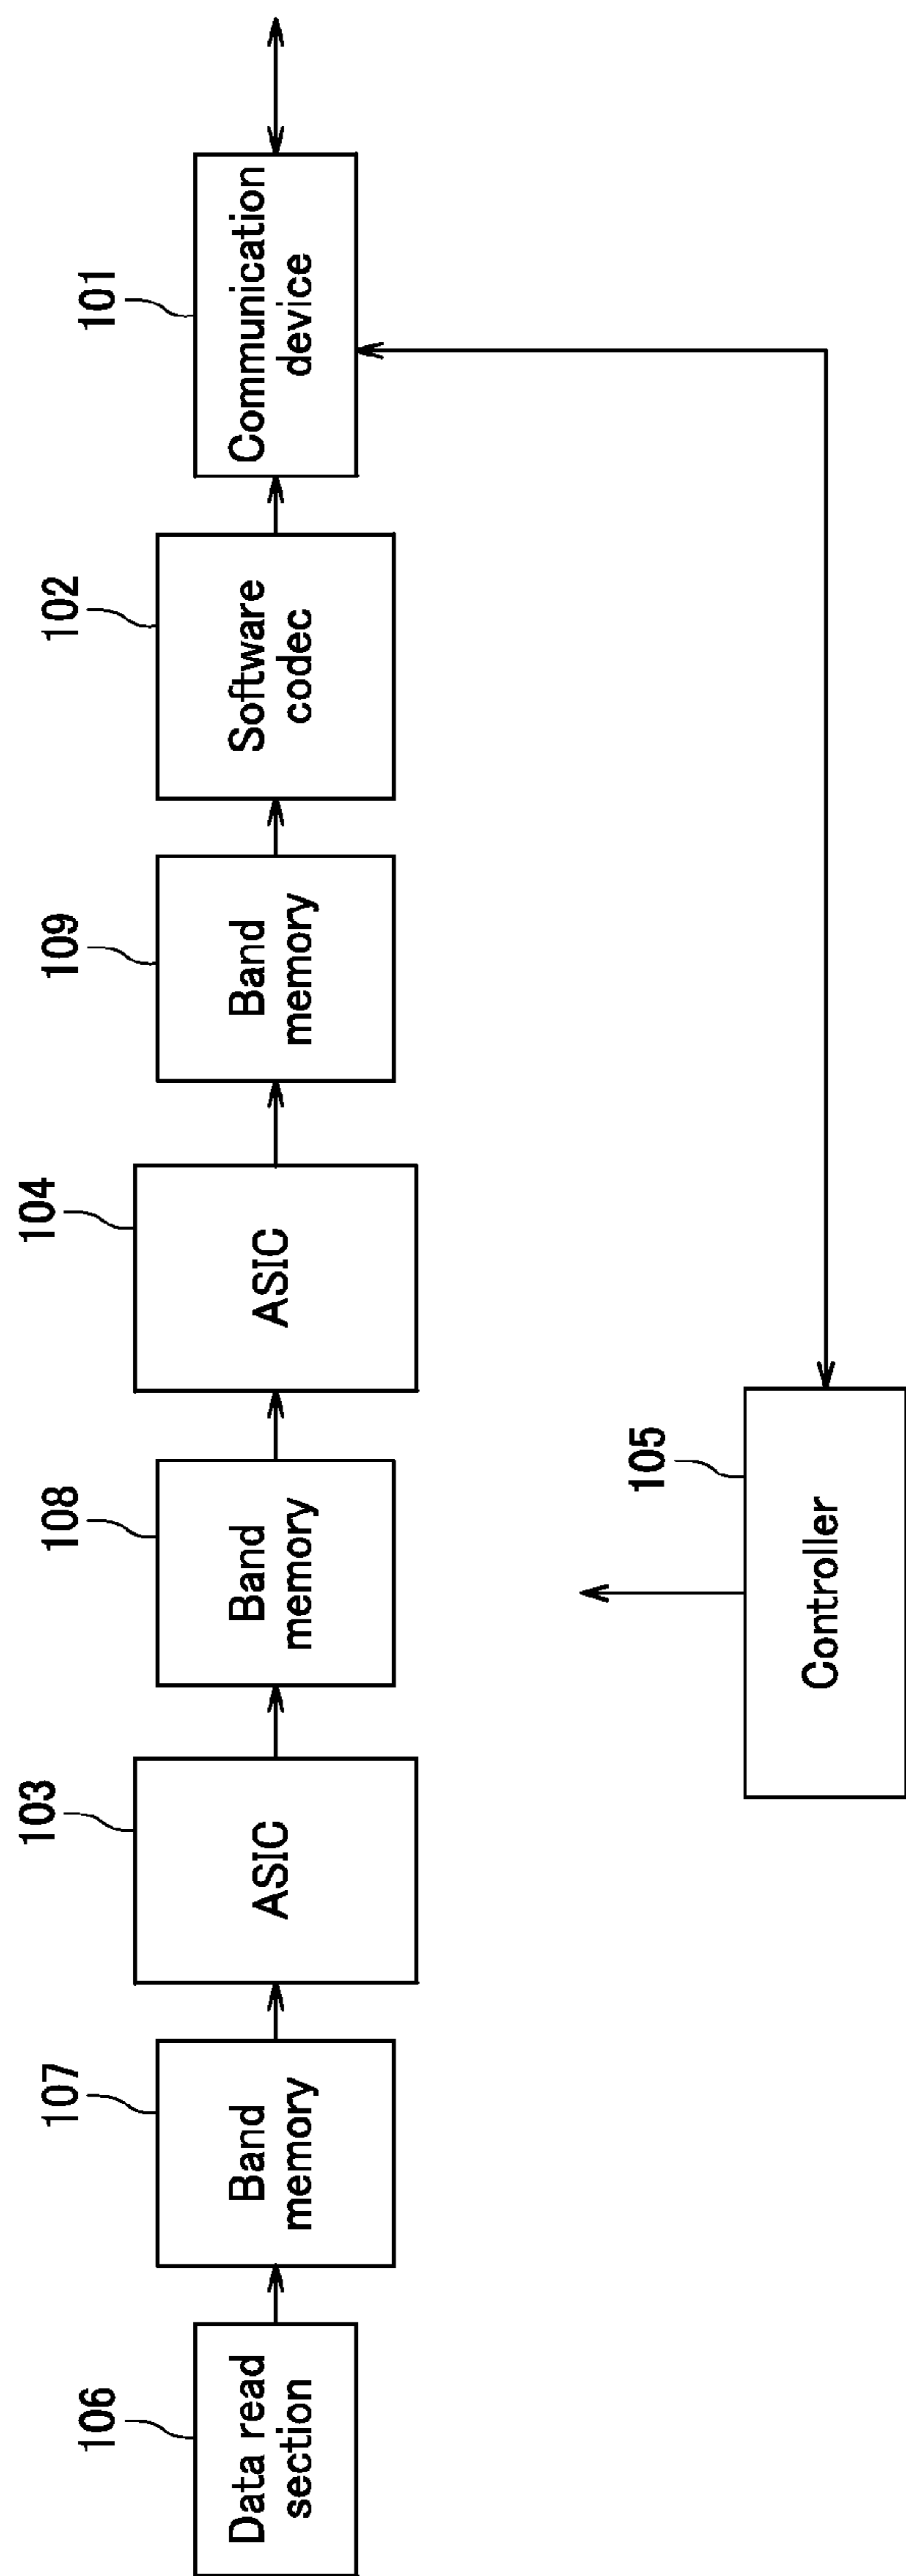 106
Data read
section
107
Band
memory
103
ASIC
108
Band
memory
104
ASIC
109
Band
memory
102
Software
codec
101
Communication
device
105
Controller